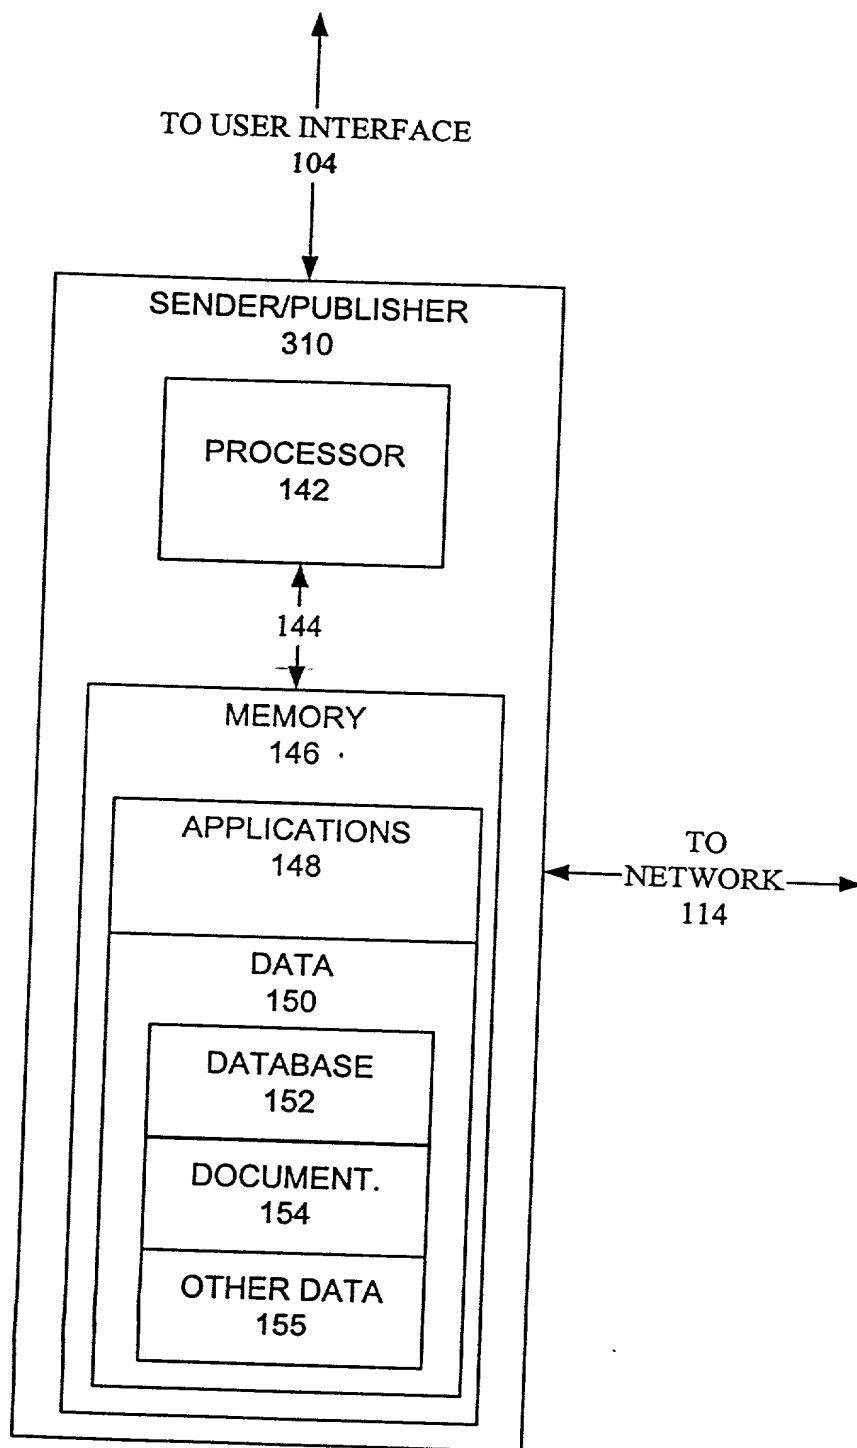 TO USER INTERFACE
104
SENDER/PUBLISHER
310
PROCESSOR
142
144
MEMORY
146
APPLICATIONS
148
TO
NETWORK
114
DATA
150
DATABASE
152
DOCUMENT.
154
OTHER DATA
155